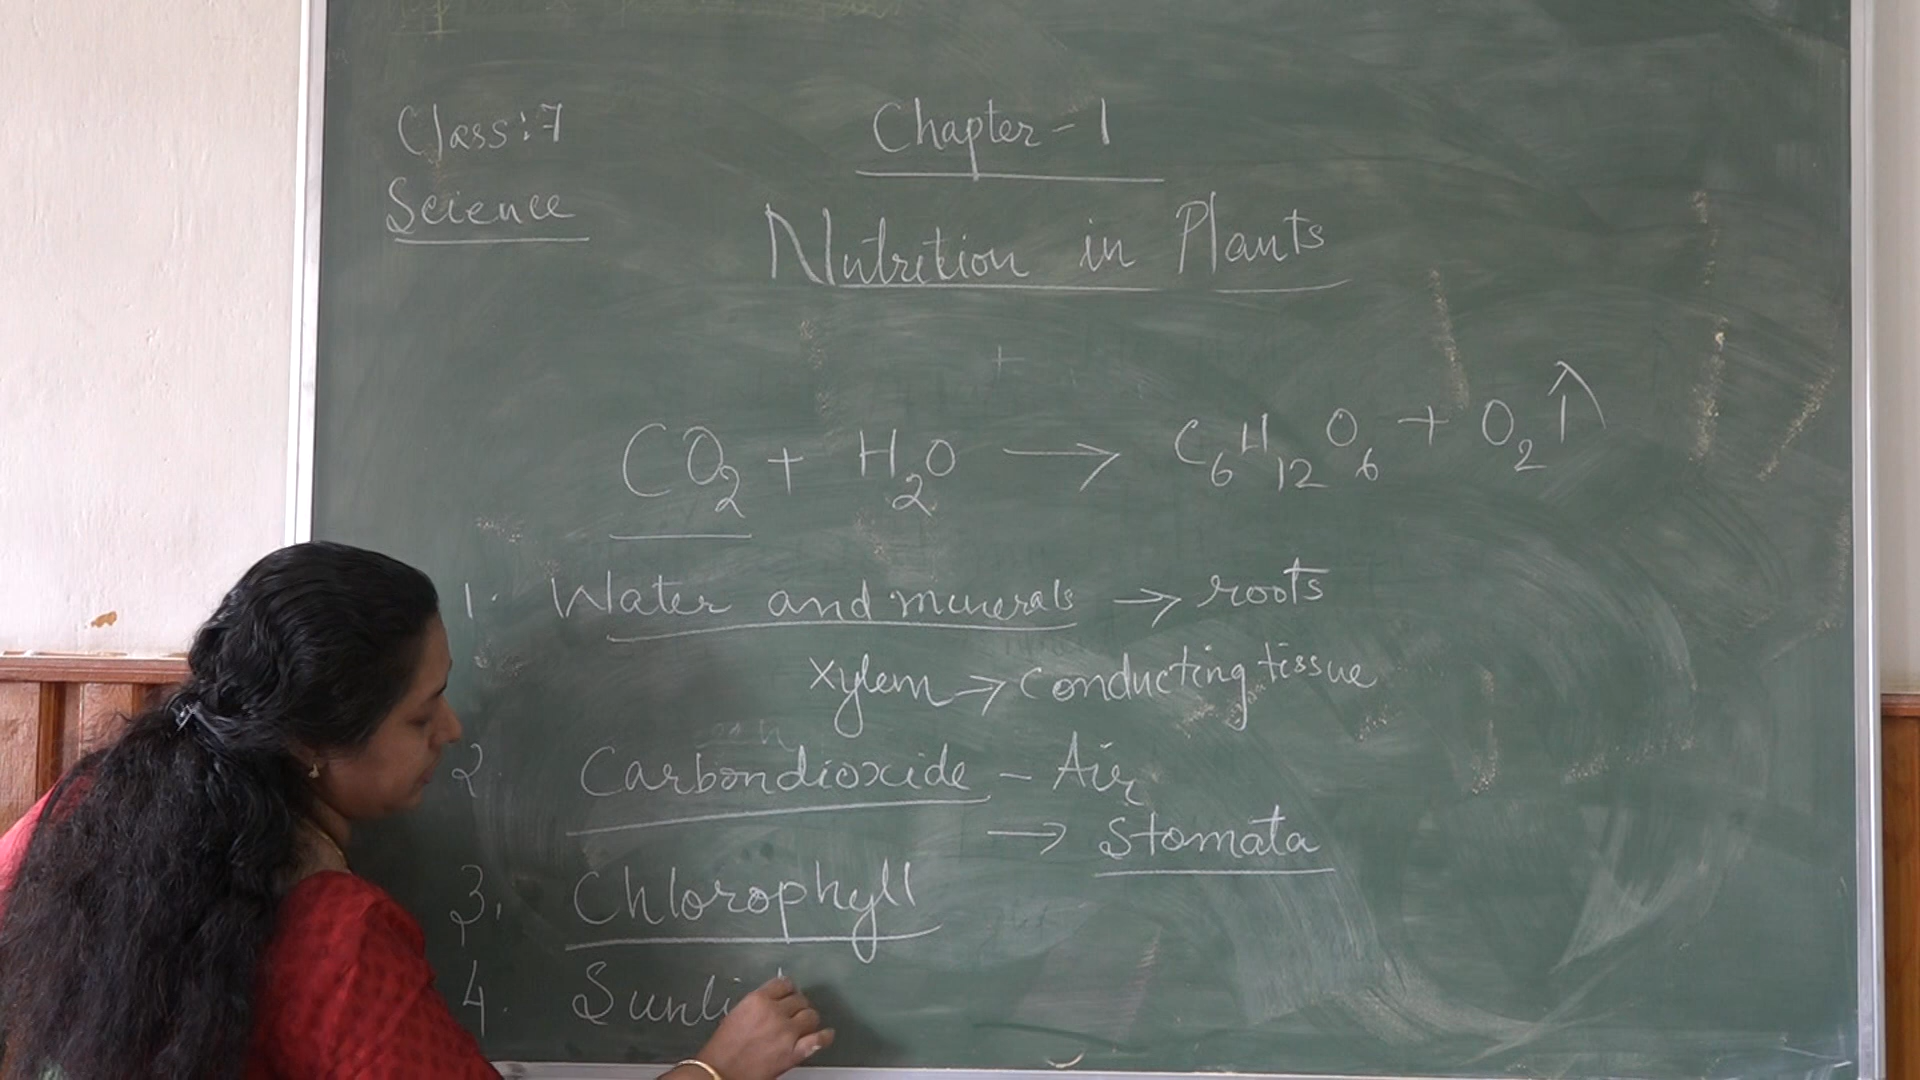 Class: 7
Science
Chapter - 1
Nutrition in Plants
CO2 + H2O → C6H12O6 + O2 ↑
1. Water and minerals → roots
xylem → conducting tissue
2. Carbondioxide - Air
→ Stomata
3. Chlorophyll
4. Sunli